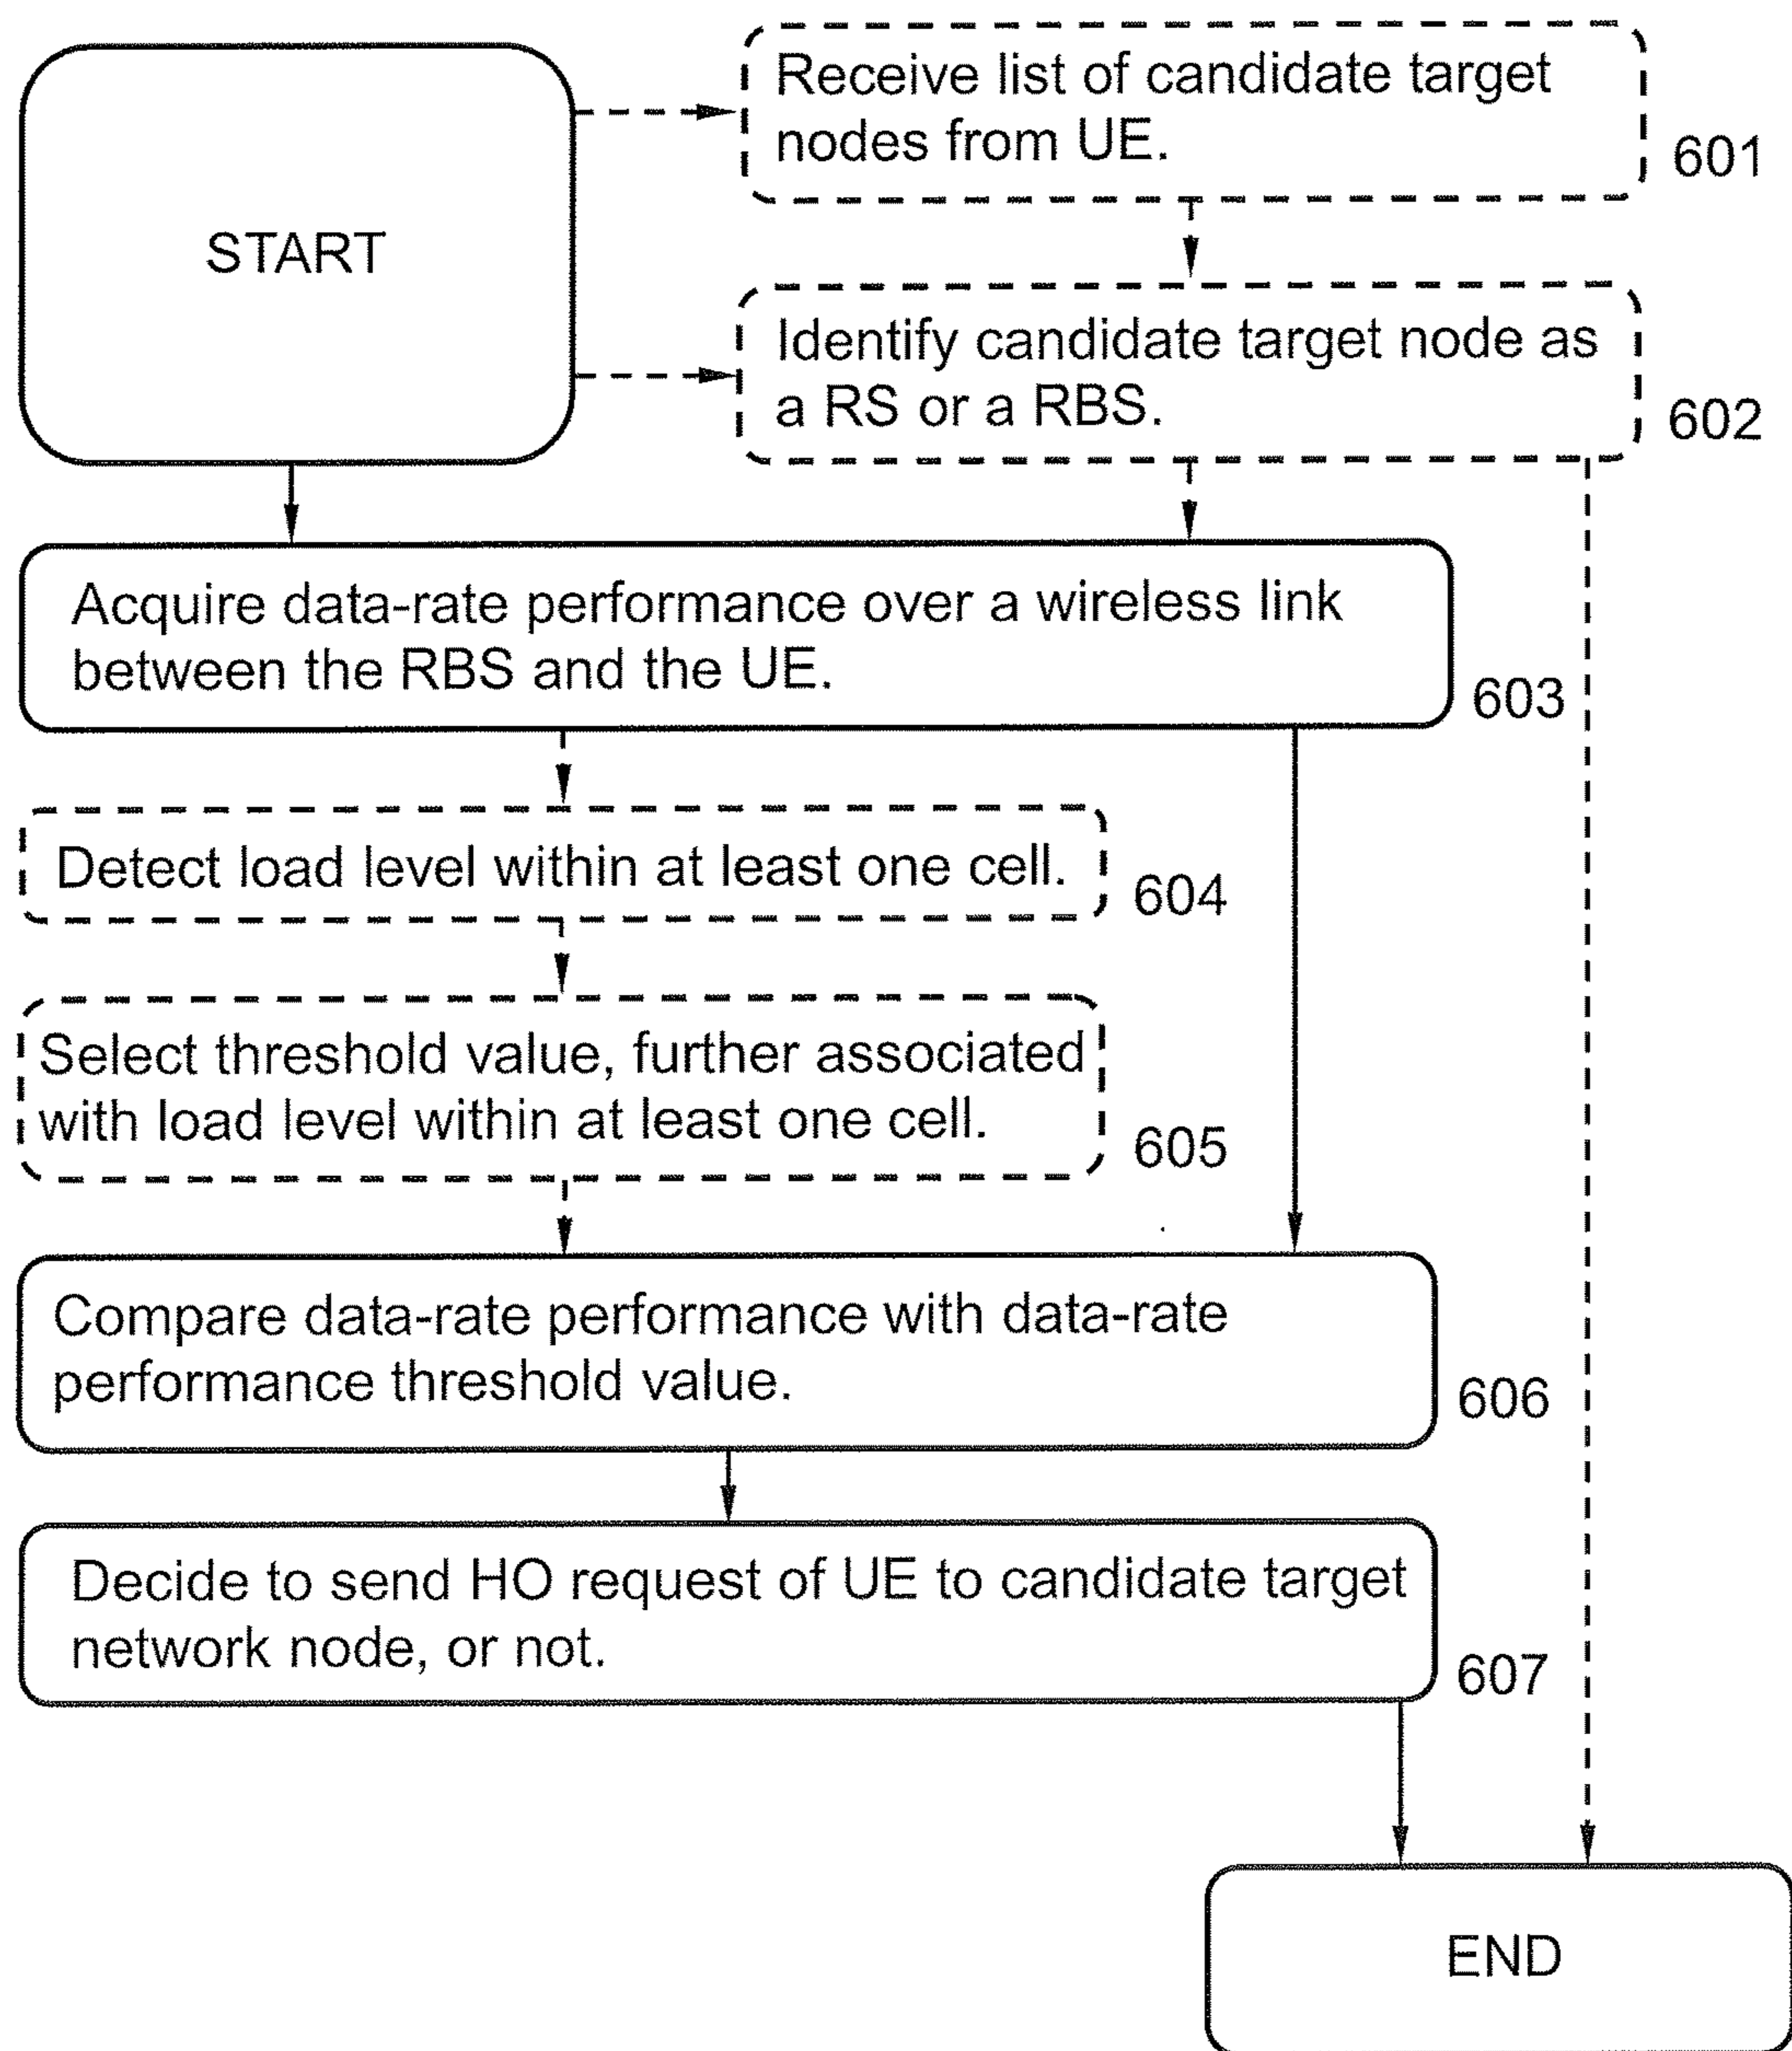 START
Receive list of candidate target
nodes from UE.
601
Identify candidate target node as
a RS or a RBS.
602
Acquire data-rate performance over a wireless link
between the RBS and the UE.
603
Detect load level within at least one cell.
604
Select threshold value, further associated
with load level within at least one cell.
605
Compare data-rate performance with data-rate
performance threshold value.
606
Decide to send HO request of UE to candidate target
network node, or not.
607
END